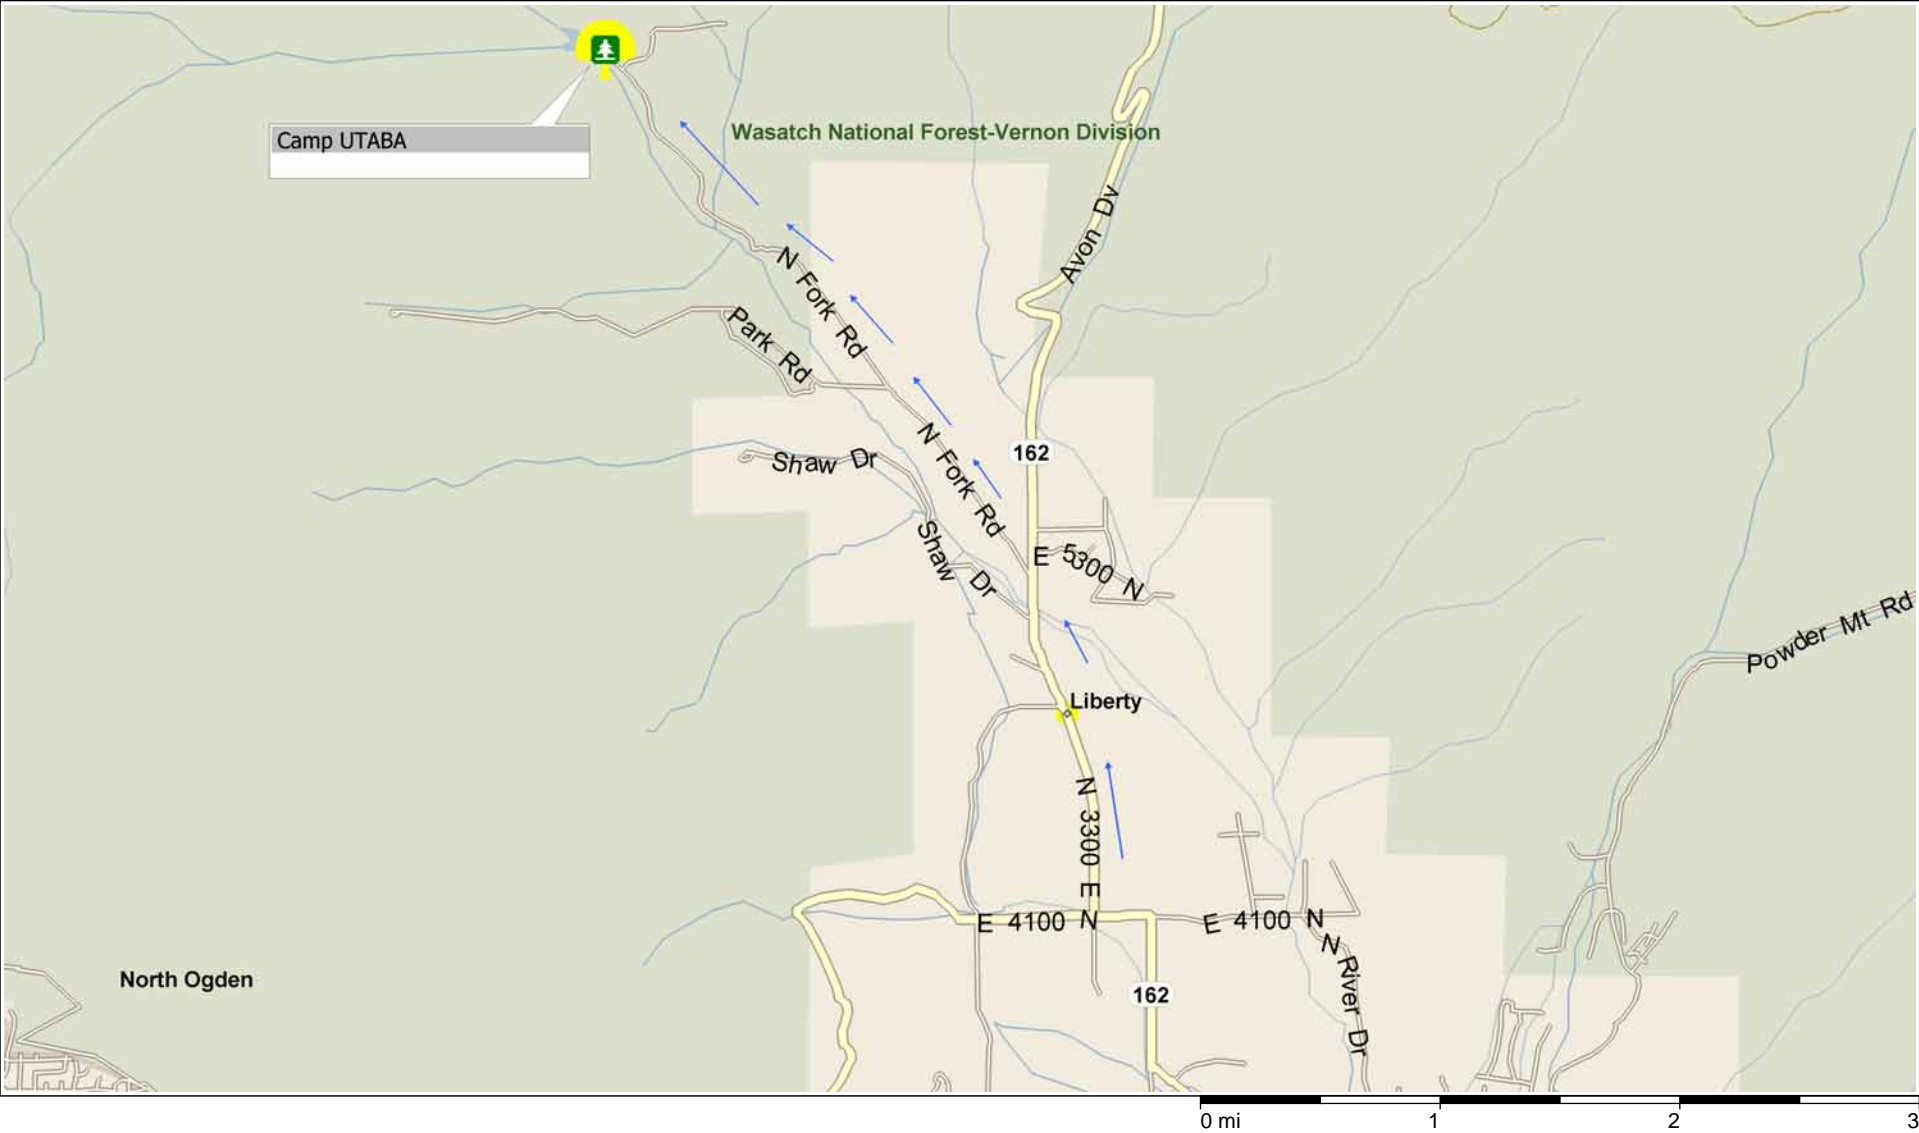 Camp UTABA
Wasatch National Forest-Vernon Division
Avon Dv
N Fork Rd
Park Rd
162
Shaw Dr
N Fork Rd
Shaw Dr
E 5300 N
Powder Mt Rd
Liberty
N 3300 E
E 4100 N
E 4100 N
N River Dr
North Ogden
162
0 mi 1 2 3